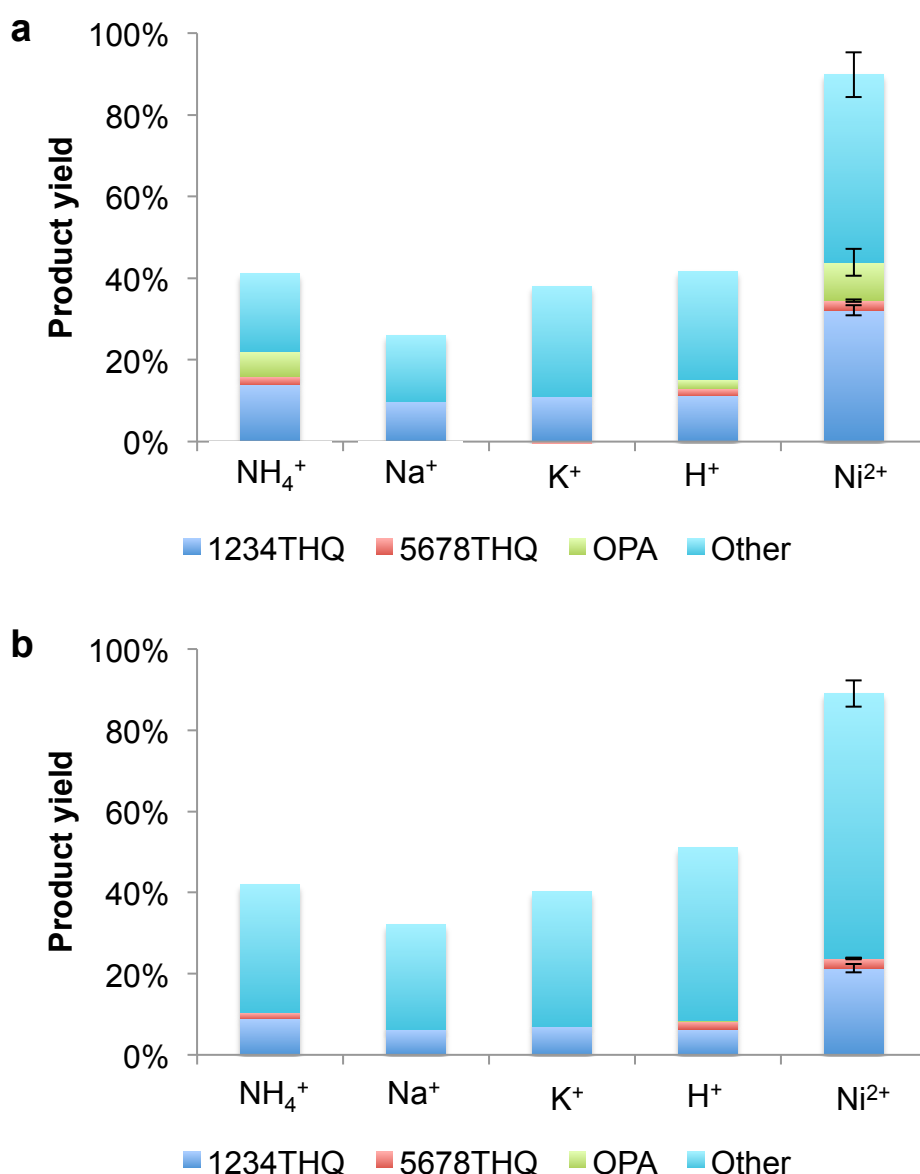 a
Product yield
100%
80%
60%
40%
20%
0%
NH₄⁺ Na⁺ K⁺ H⁺ Ni²⁺
1234THQ 5678THQ OPA Other
b
Product yield
100%
80%
60%
40%
20%
0%
NH₄⁺ Na⁺ K⁺ H⁺ Ni²⁺
1234THQ 5678THQ OPA Other